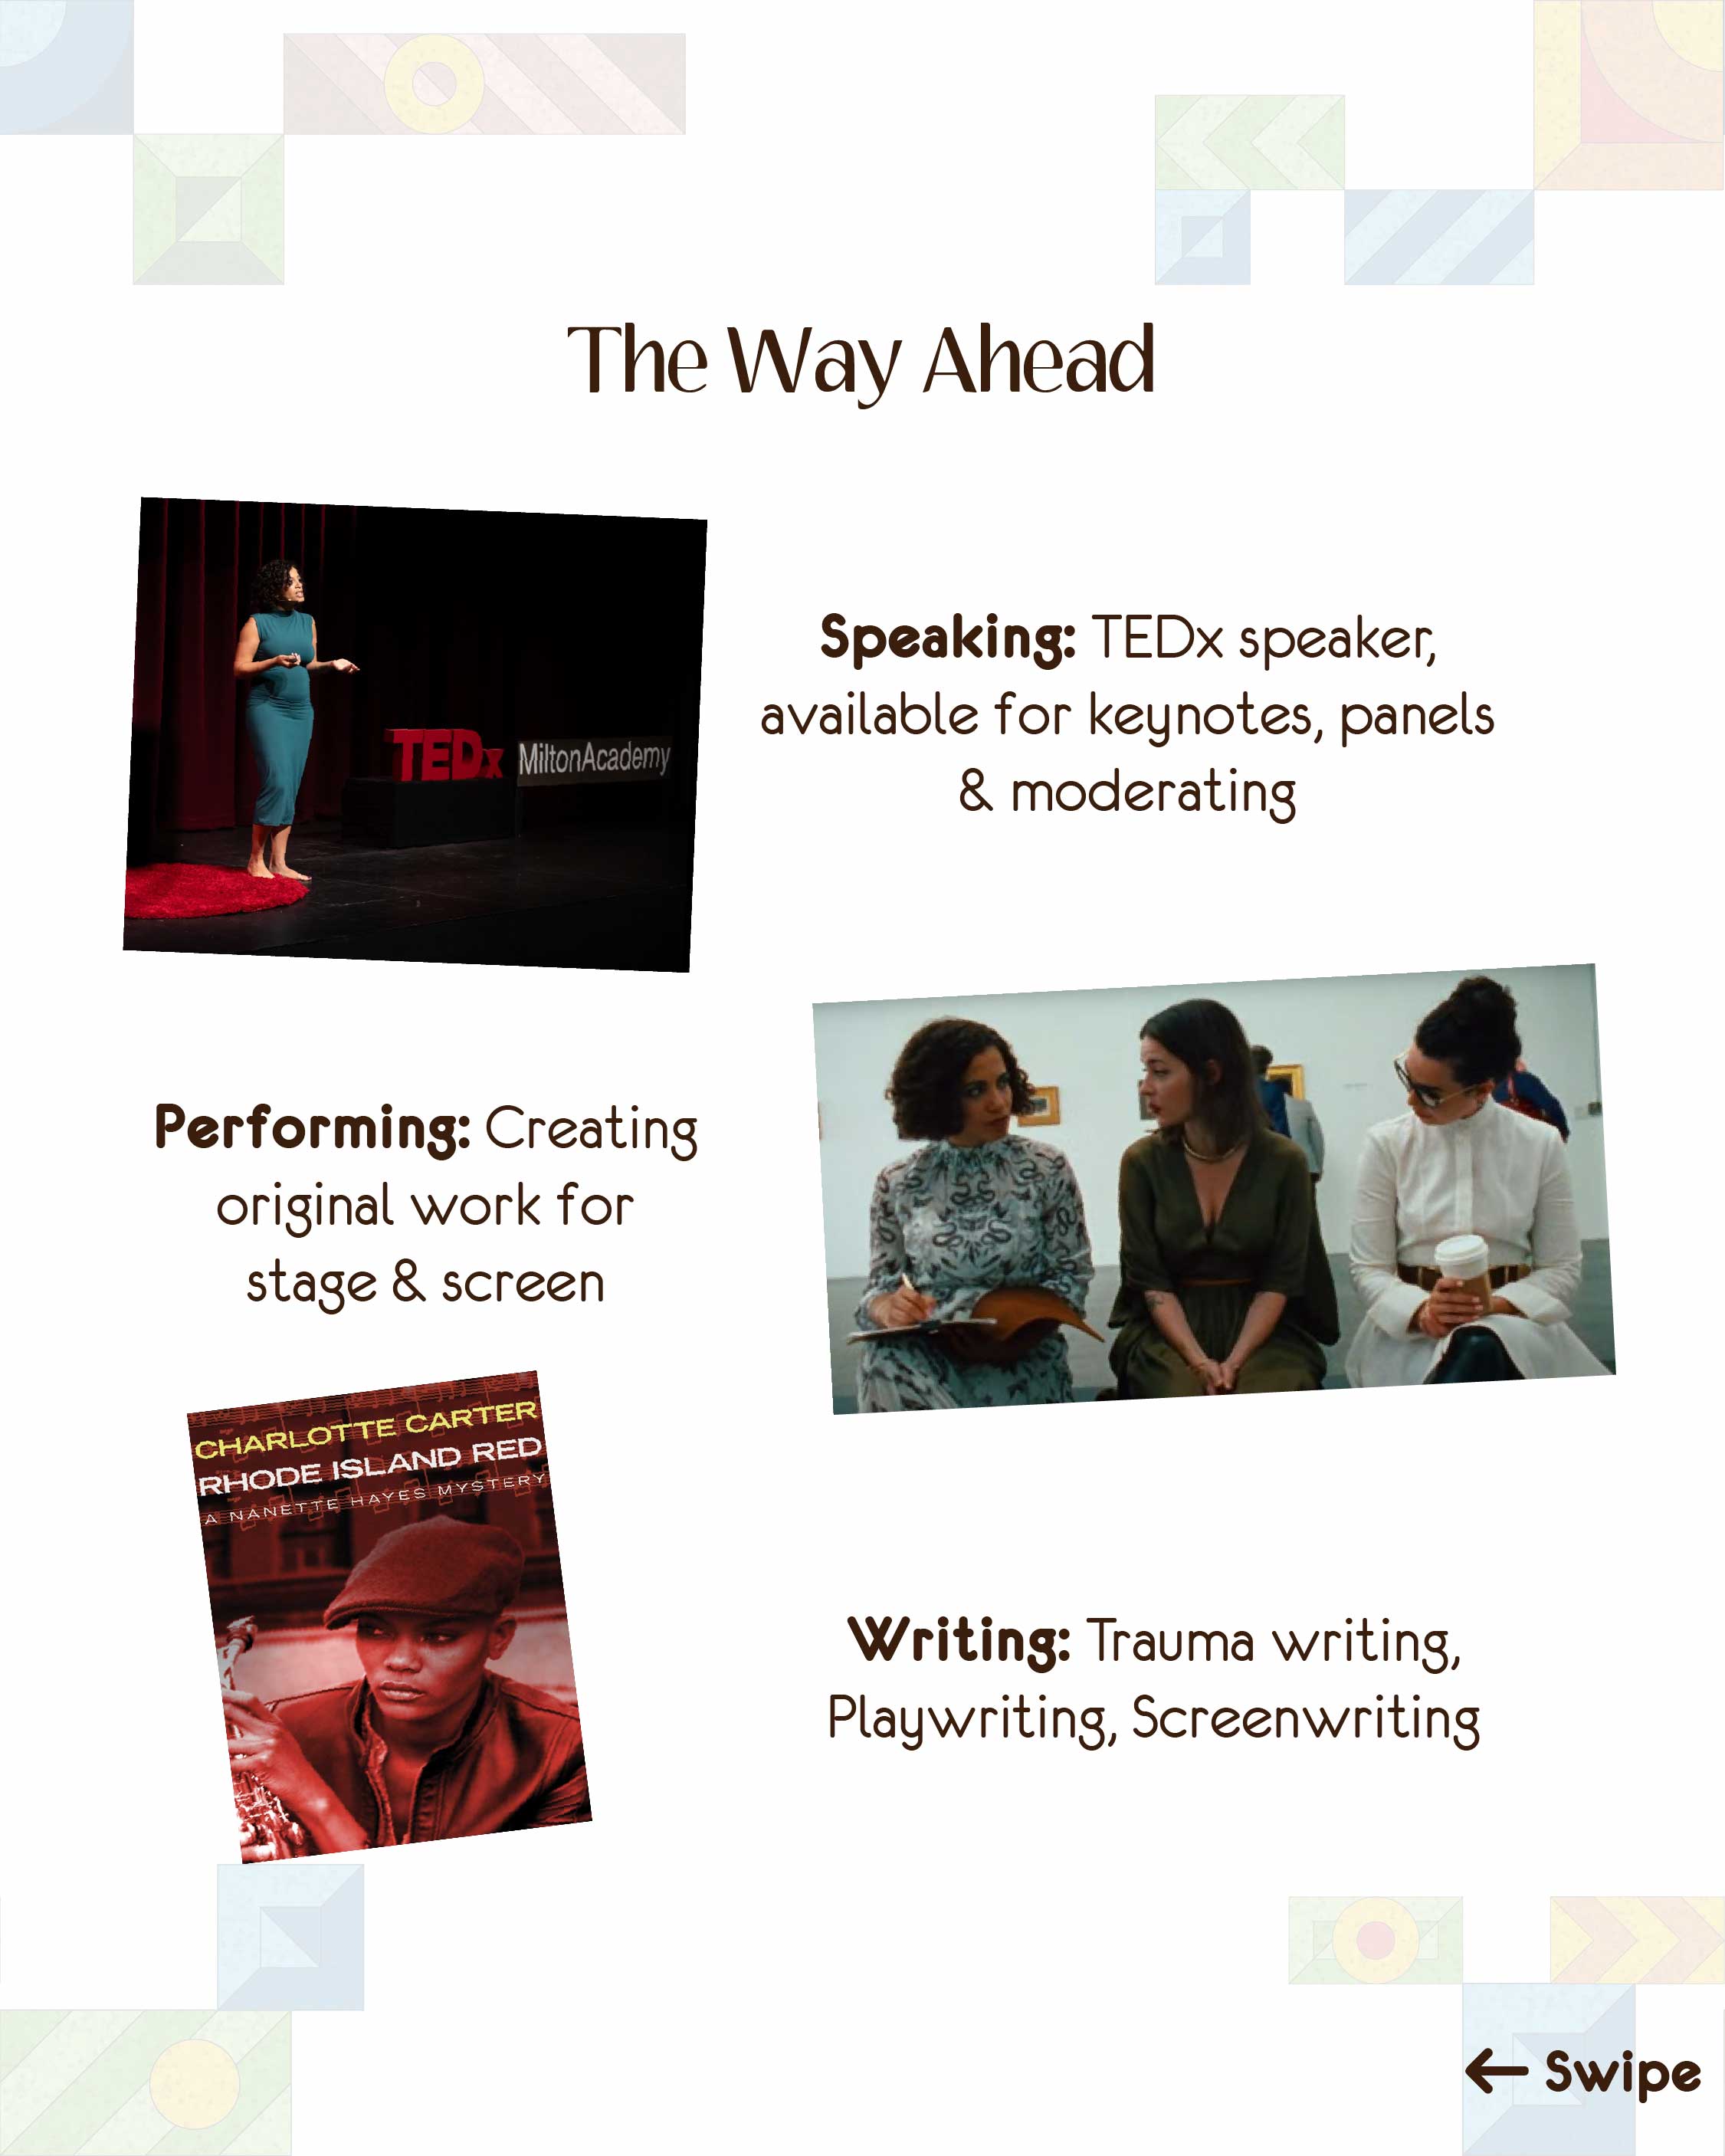 The Way Ahead
TEDx MiltonAcademy
Speaking: TEDx speaker,
available for keynotes, panels
& moderating
Performing: Creating
original work for
stage & screen
CHARLOTTE CARTER
RHODE ISLAND RED
A NANETTE HAYES MYSTERY
Writing: Trauma writing,
Playwriting, Screenwriting
← Swipe